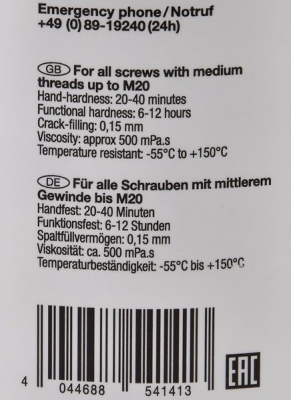 Emergency phone/Notruf
+49 (0) 89-19240 (24h)
GB For all screws with medium
threads up to M20
Hand-hardness: 20-40 minutes
Functional hardness: 6-12 hours
Crack-filling: 0,15 mm
Viscosity: approx 500 mPa.s
Temperature resistant: -55°C to +150°C
DE Für alle Schrauben mit mittlerem
Gewinde bis M20
Handfest: 20-40 Minuten
Funktionsfest: 6-12 Stunden
Spaltfüllvermögen: 0,15 mm
Viskosität: ca. 500 mPa.s
Temperaturbeständigkeit: -55°C bis +150°C
4 044688 541413
EAC